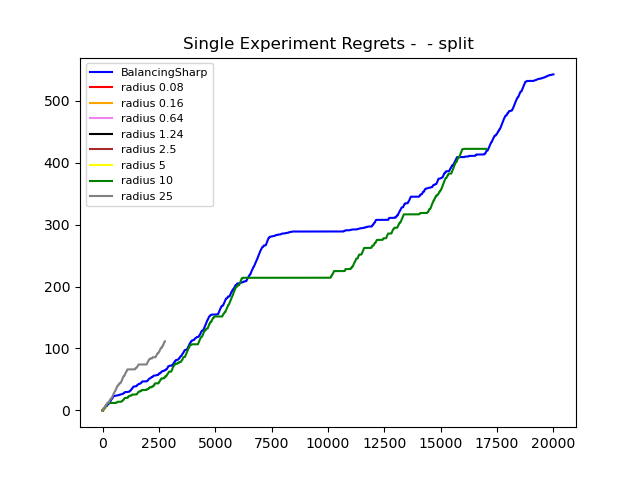 Single Experiment Regrets -  - split
BalancingSharp
radius 0.08
radius 0.16
radius 0.64
radius 1.24
radius 2.5
radius 5
radius 10
radius 25
500
400
300
200
100
0
0 2500 5000 7500 10000 12500 15000 17500 20000